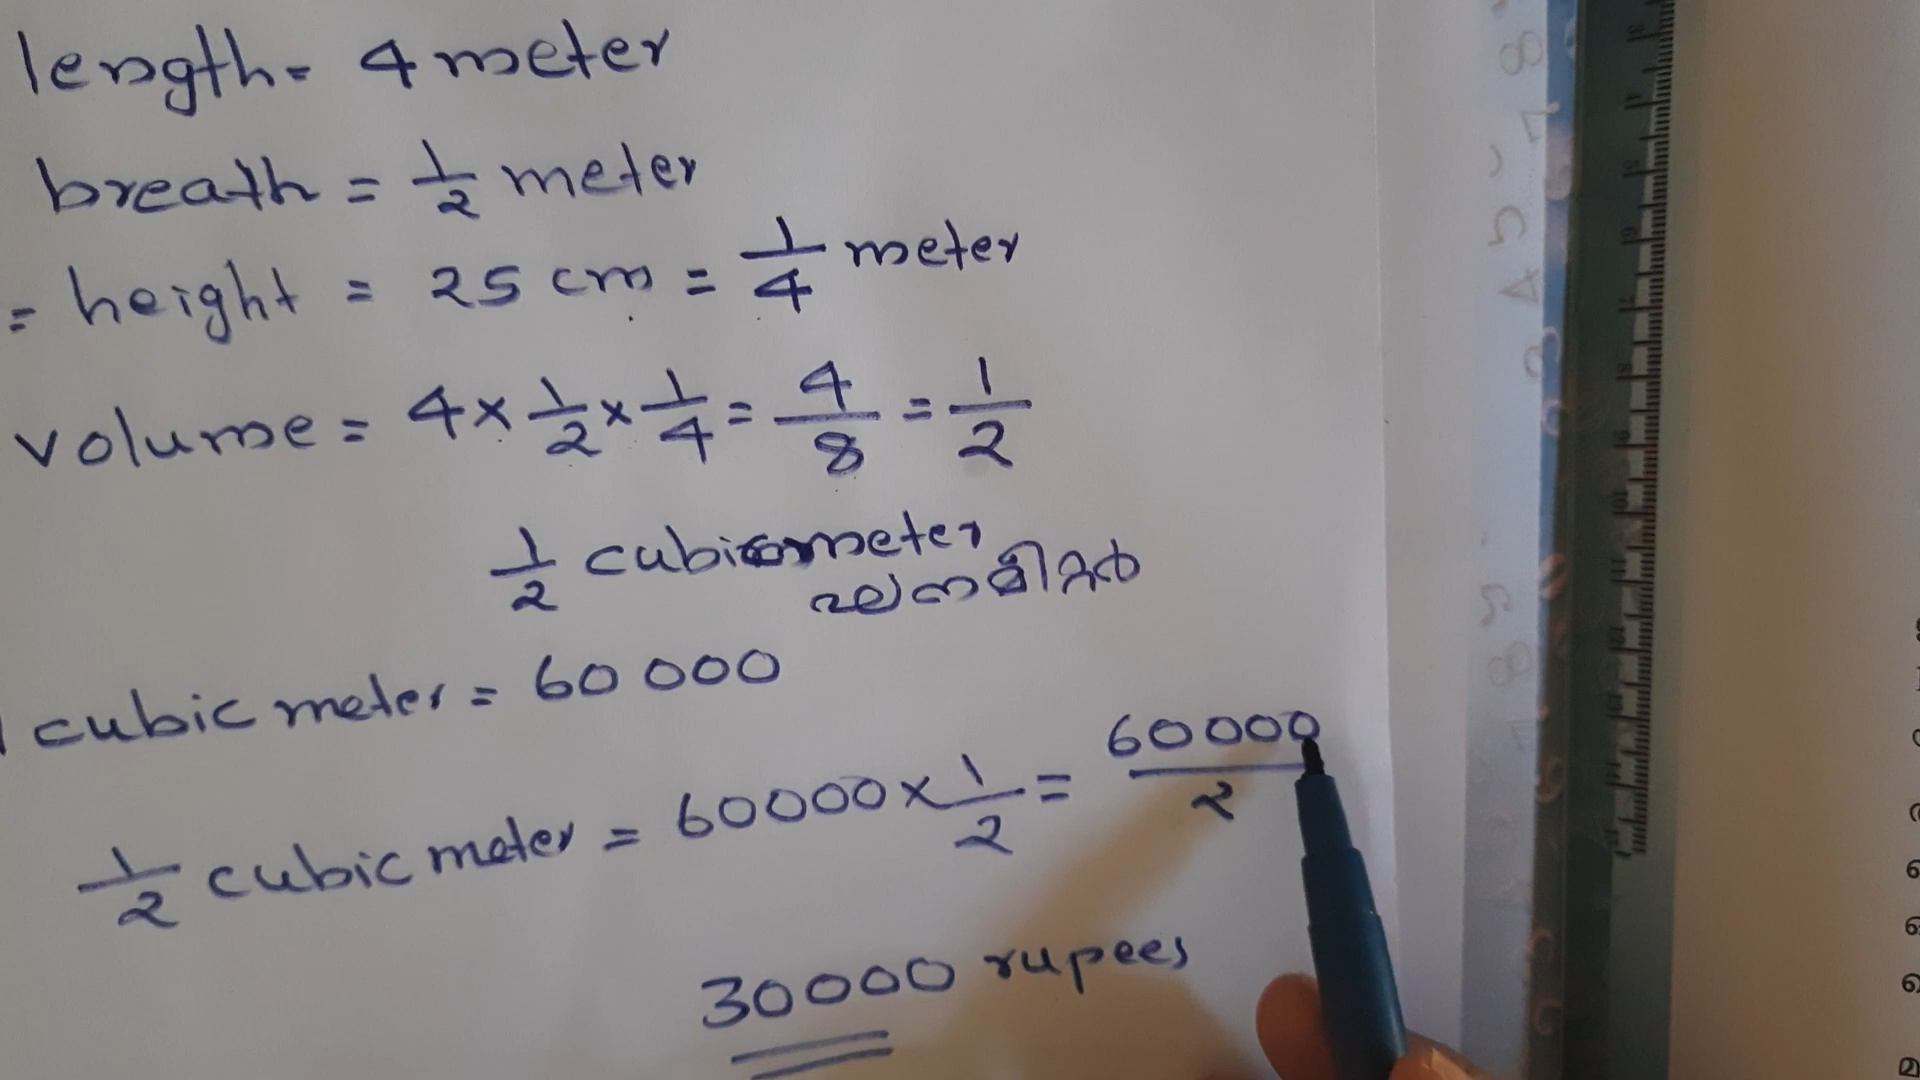 length = 4 meter
breath = 1/2 meter
= height = 25 cm = 1/4 meter
volume = 4 × 1/2 × 1/4 = 4/8 = 1/2
1/2 cubic meter
ഘനമീറ്റർ
1 cubic meter = 60 000
1/2 cubic meter = 60000 × 1/2 = 60000/2
30000 rupees